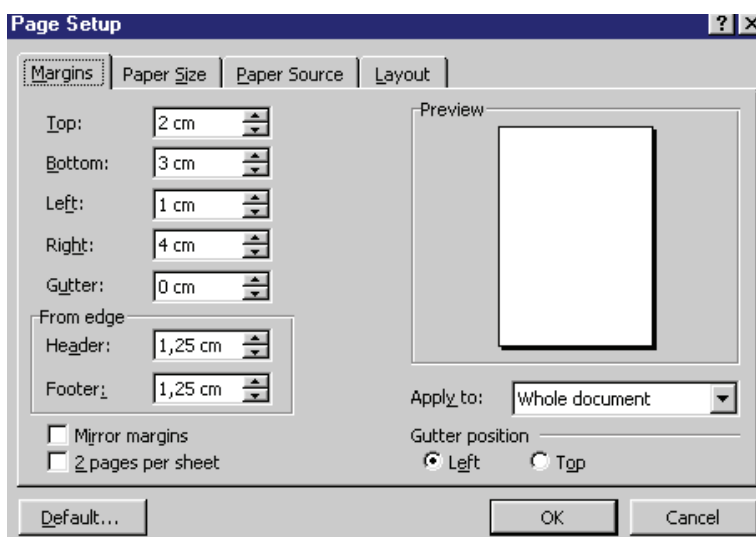 Page Setup
Margins
Paper Size
Paper Source
Layout
Top: 2 cm
Bottom: 3 cm
Left: 1 cm
Right: 4 cm
Gutter: 0 cm
From edge
Header: 1,25 cm
Footer: 1,25 cm
Mirror margins
2 pages per sheet
Preview
Apply to: Whole document
Gutter position
Left Top
Default...
OK
Cancel